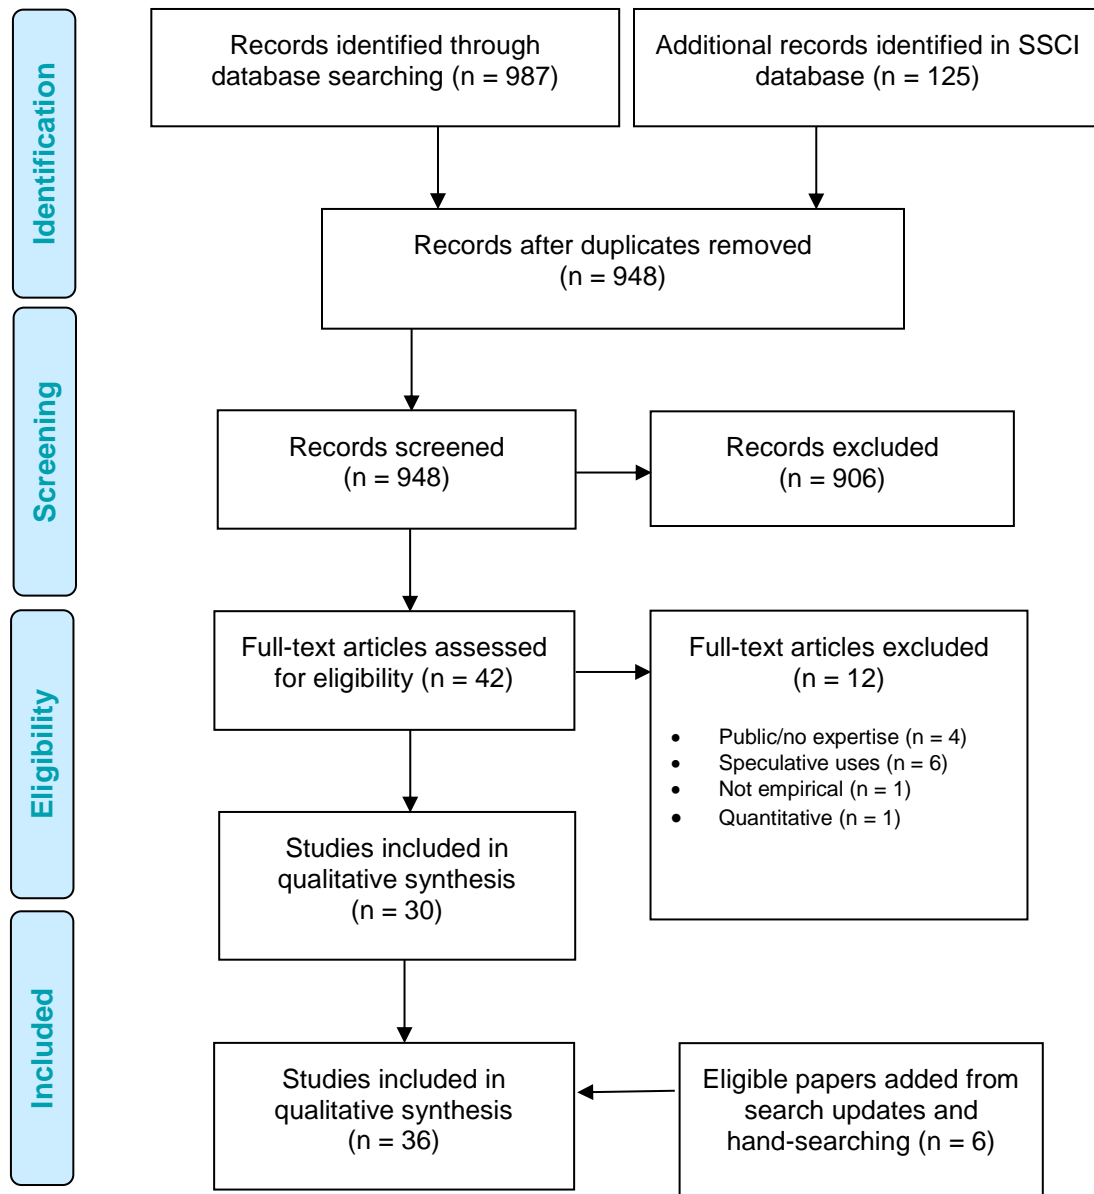 Identification
Records identified through
database searching (n = 987)
Additional records identified in SSCI
database (n = 125)
Records after duplicates removed
(n = 948)
Screening
Records screened
(n = 948)
Records excluded
(n = 906)
Eligibility
Full-text articles assessed
for eligibility (n = 42)
Full-text articles excluded
(n = 12)
• Public/no expertise (n = 4)
• Speculative uses (n = 6)
• Not empirical (n = 1)
• Quantitative (n = 1)
Studies included in
qualitative synthesis
(n = 30)
Included
Studies included in
qualitative synthesis
(n = 36)
Eligible papers added from
search updates and
hand-searching (n = 6)